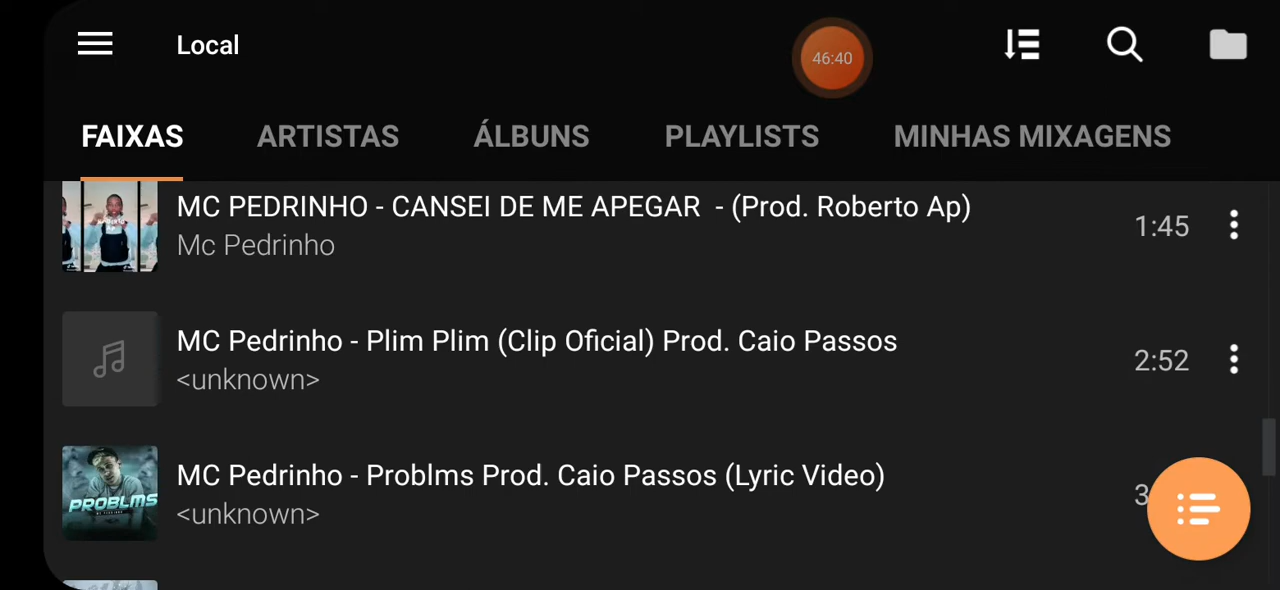 Local
46:40
FAIXAS
ARTISTAS
ÁLBUNS
PLAYLISTS
MINHAS MIXAGENS
MC PEDRINHO - CANSEI DE ME APEGAR - (Prod. Roberto Ap)
Mc Pedrinho
1:45
MC Pedrinho - Plim Plim (Clip Oficial) Prod. Caio Passos
<unknown>
2:52
MC Pedrinho - Problms Prod. Caio Passos (Lyric Video)
<unknown>
3
PROBLMS